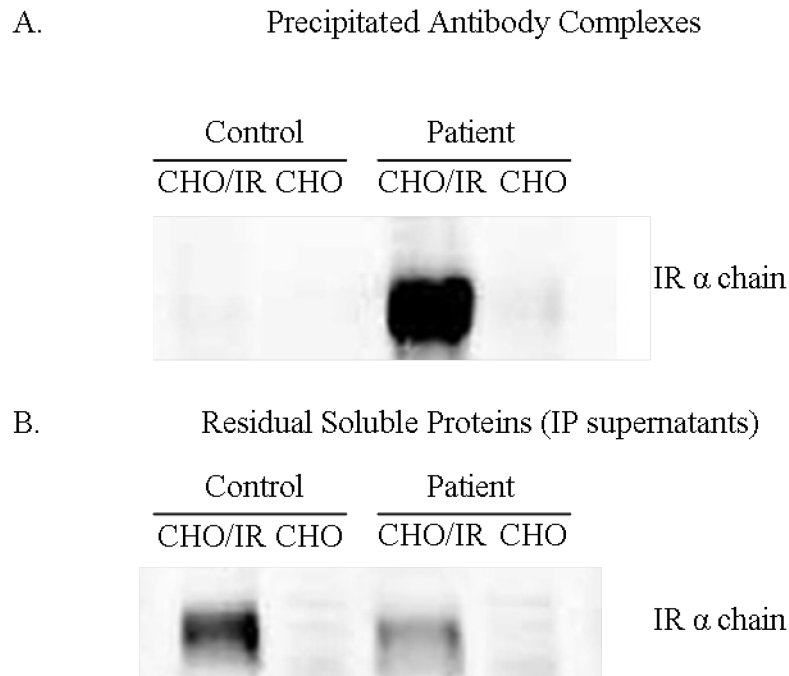 A. Precipitated Antibody Complexes
Control Patient
CHO/IR CHO CHO/IR CHO
IR α chain
B. Residual Soluble Proteins (IP supernatants)
Control Patient
CHO/IR CHO CHO/IR CHO
IR α chain